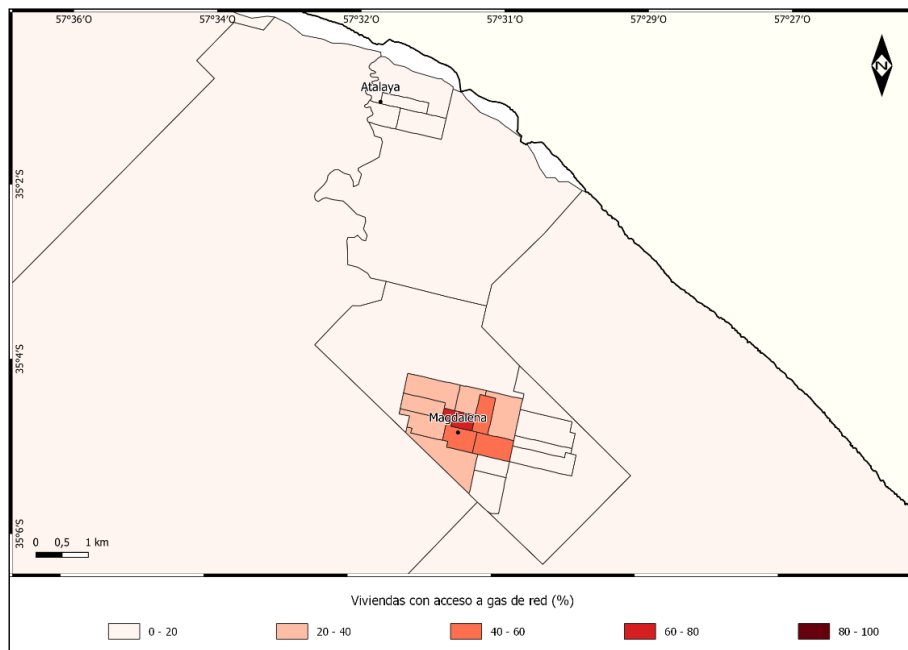 57°36'O 57°34'O 57°32'O 57°31'O 57°29'O 57°27'O
N
Atalaya
35°2'S
35°4'S
Magdalena
35°6'S
0 0,5 1 km
Viviendas con acceso a gas de red (%)
0 - 20 20 - 40 40 - 60 60 - 80 80 - 100